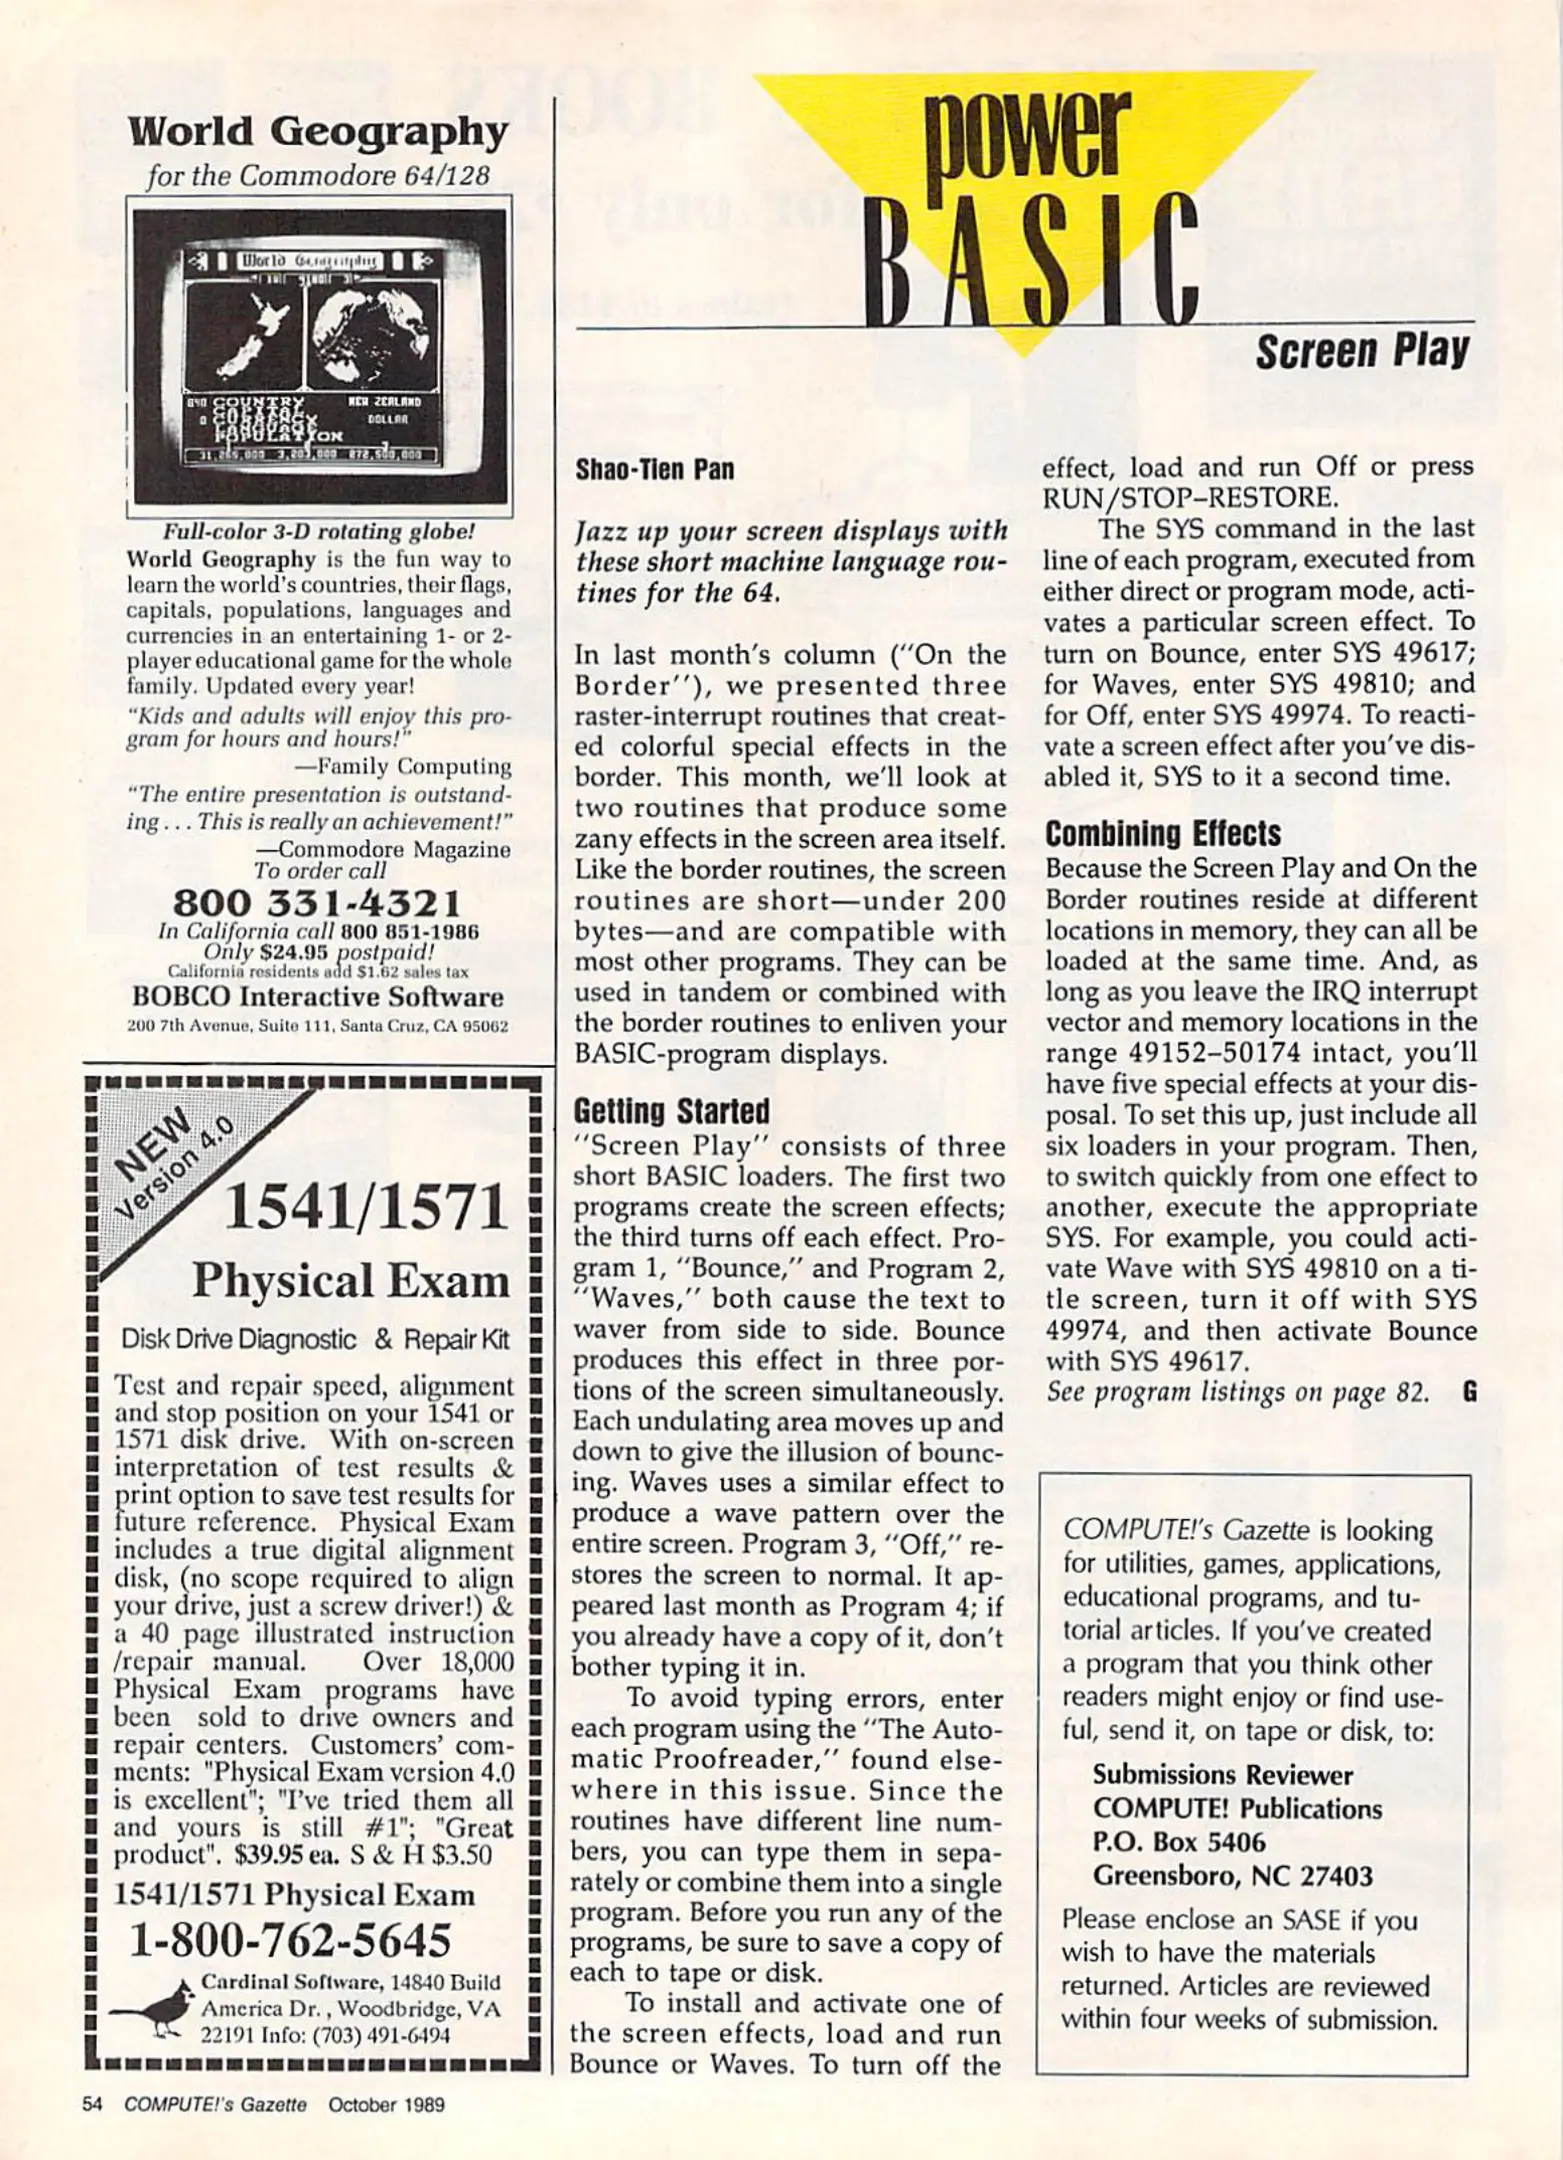 World Geography
for the Commodore 64/128
World Geography
COUNTRY NEW ZEALAND
CAPITAL
CURRENCY DOLLAR
LANGUAGE
POPULATION
Full-color 3-D rotating globe!
World Geography is the fun way to
learn the world's countries, their flags,
capitals, populations, languages and
currencies in an entertaining 1- or 2-
player educational game for the whole
family. Updated every year!
"Kids and adults will enjoy this pro-
gram for hours and hours!"
—Family Computing
"The entire presentation is outstand-
ing . . . This is really an achievement!"
—Commodore Magazine
To order call
800 331-4321
In California call 800 851-1986
Only $24.95 postpaid!
California residents add $1.62 sales tax
BOBCO Interactive Software
200 7th Avenue, Suite 111, Santa Cruz, CA 95062
NEW
Version 4.0
1541/1571
Physical Exam
Disk Drive Diagnostic & Repair Kit
Test and repair speed, alignment
and stop position on your 1541 or
1571 disk drive. With on-screen
interpretation of test results &
print option to save test results for
future reference. Physical Exam
includes a true digital alignment
disk, (no scope required to align
your drive, just a screw driver!) &
a 40 page illustrated instruction
/repair manual. Over 18,000
Physical Exam programs have
been sold to drive owners and
repair centers. Customers' com-
ments: "Physical Exam version 4.0
is excellent"; "I've tried them all
and yours is still #1"; "Great
product". $39.95 ea. S & H $3.50
1541/1571 Physical Exam
1-800-762-5645
Cardinal Software, 14840 Build
America Dr. , Woodbridge, VA
22191 Info: (703) 491-6494
power
BASIC
Screen Play
Shao-Tien Pan
Jazz up your screen displays with
these short machine language rou-
tines for the 64.
In last month's column ("On the
Border"), we presented three
raster-interrupt routines that creat-
ed colorful special effects in the
border. This month, we'll look at
two routines that produce some
zany effects in the screen area itself.
Like the border routines, the screen
routines are short—under 200
bytes—and are compatible with
most other programs. They can be
used in tandem or combined with
the border routines to enliven your
BASIC-program displays.
Getting Started
"Screen Play" consists of three
short BASIC loaders. The first two
programs create the screen effects;
the third turns off each effect. Pro-
gram 1, "Bounce," and Program 2,
"Waves," both cause the text to
waver from side to side. Bounce
produces this effect in three por-
tions of the screen simultaneously.
Each undulating area moves up and
down to give the illusion of bounc-
ing. Waves uses a similar effect to
produce a wave pattern over the
entire screen. Program 3, "Off," re-
stores the screen to normal. It ap-
peared last month as Program 4; if
you already have a copy of it, don't
bother typing it in.
To avoid typing errors, enter
each program using the "The Auto-
matic Proofreader," found else-
where in this issue. Since the
routines have different line num-
bers, you can type them in sepa-
rately or combine them into a single
program. Before you run any of the
programs, be sure to save a copy of
each to tape or disk.
To install and activate one of
the screen effects, load and run
Bounce or Waves. To turn off the
effect, load and run Off or press
RUN/STOP–RESTORE.
The SYS command in the last
line of each program, executed from
either direct or program mode, acti-
vates a particular screen effect. To
turn on Bounce, enter SYS 49617;
for Waves, enter SYS 49810; and
for Off, enter SYS 49974. To reacti-
vate a screen effect after you've dis-
abled it, SYS to it a second time.
Combining Effects
Because the Screen Play and On the
Border routines reside at different
locations in memory, they can all be
loaded at the same time. And, as
long as you leave the IRQ interrupt
vector and memory locations in the
range 49152–50174 intact, you'll
have five special effects at your dis-
posal. To set this up, just include all
six loaders in your program. Then,
to switch quickly from one effect to
another, execute the appropriate
SYS. For example, you could acti-
vate Wave with SYS 49810 on a ti-
tle screen, turn it off with SYS
49974, and then activate Bounce
with SYS 49617.
See program listings on page 82. G
COMPUTE!'s Gazette is looking
for utilities, games, applications,
educational programs, and tu-
torial articles. If you've created
a program that you think other
readers might enjoy or find use-
ful, send it, on tape or disk, to:
Submissions Reviewer
COMPUTE! Publications
P.O. Box 5406
Greensboro, NC 27403
Please enclose an SASE if you
wish to have the materials
returned. Articles are reviewed
within four weeks of submission.
54 COMPUTE!'s Gazette October 1989